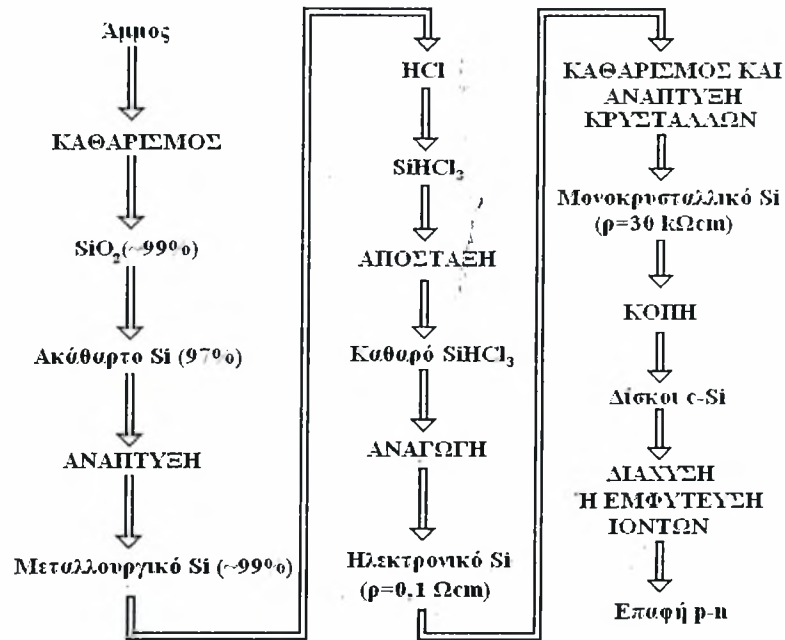 Άμμος
ΚΑΘΑΡΙΣΜΟΣ
SiO₂(~99%)
Ακάθαρτο Si (97%)
ΑΝΑΠΤΥΞΗ
Μεταλλουργικό Si (~99%)
HCl
SiHCl₃
ΑΠΟΣΤΑΞΗ
Καθαρό SiHCl₃
ΑΝΑΓΩΓΗ
Ηλεκτρονικό Si
(ρ=0,1 Ωcm)
ΚΑΘΑΡΙΣΜΟΣ ΚΑΙ
ΑΝΑΠΤΥΞΗ
ΚΡΥΣΤΑΛΛΩΝ
Μονοκρυσταλλικό Si
(ρ=30 kΩcm)
ΚΟΠΗ
Δίσκοι c-Si
ΔΙΑΧΥΣΗ
Ή ΕΜΦΥΤΕΥΣΗ
ΙΟΝΤΩΝ
Επαφή p-n